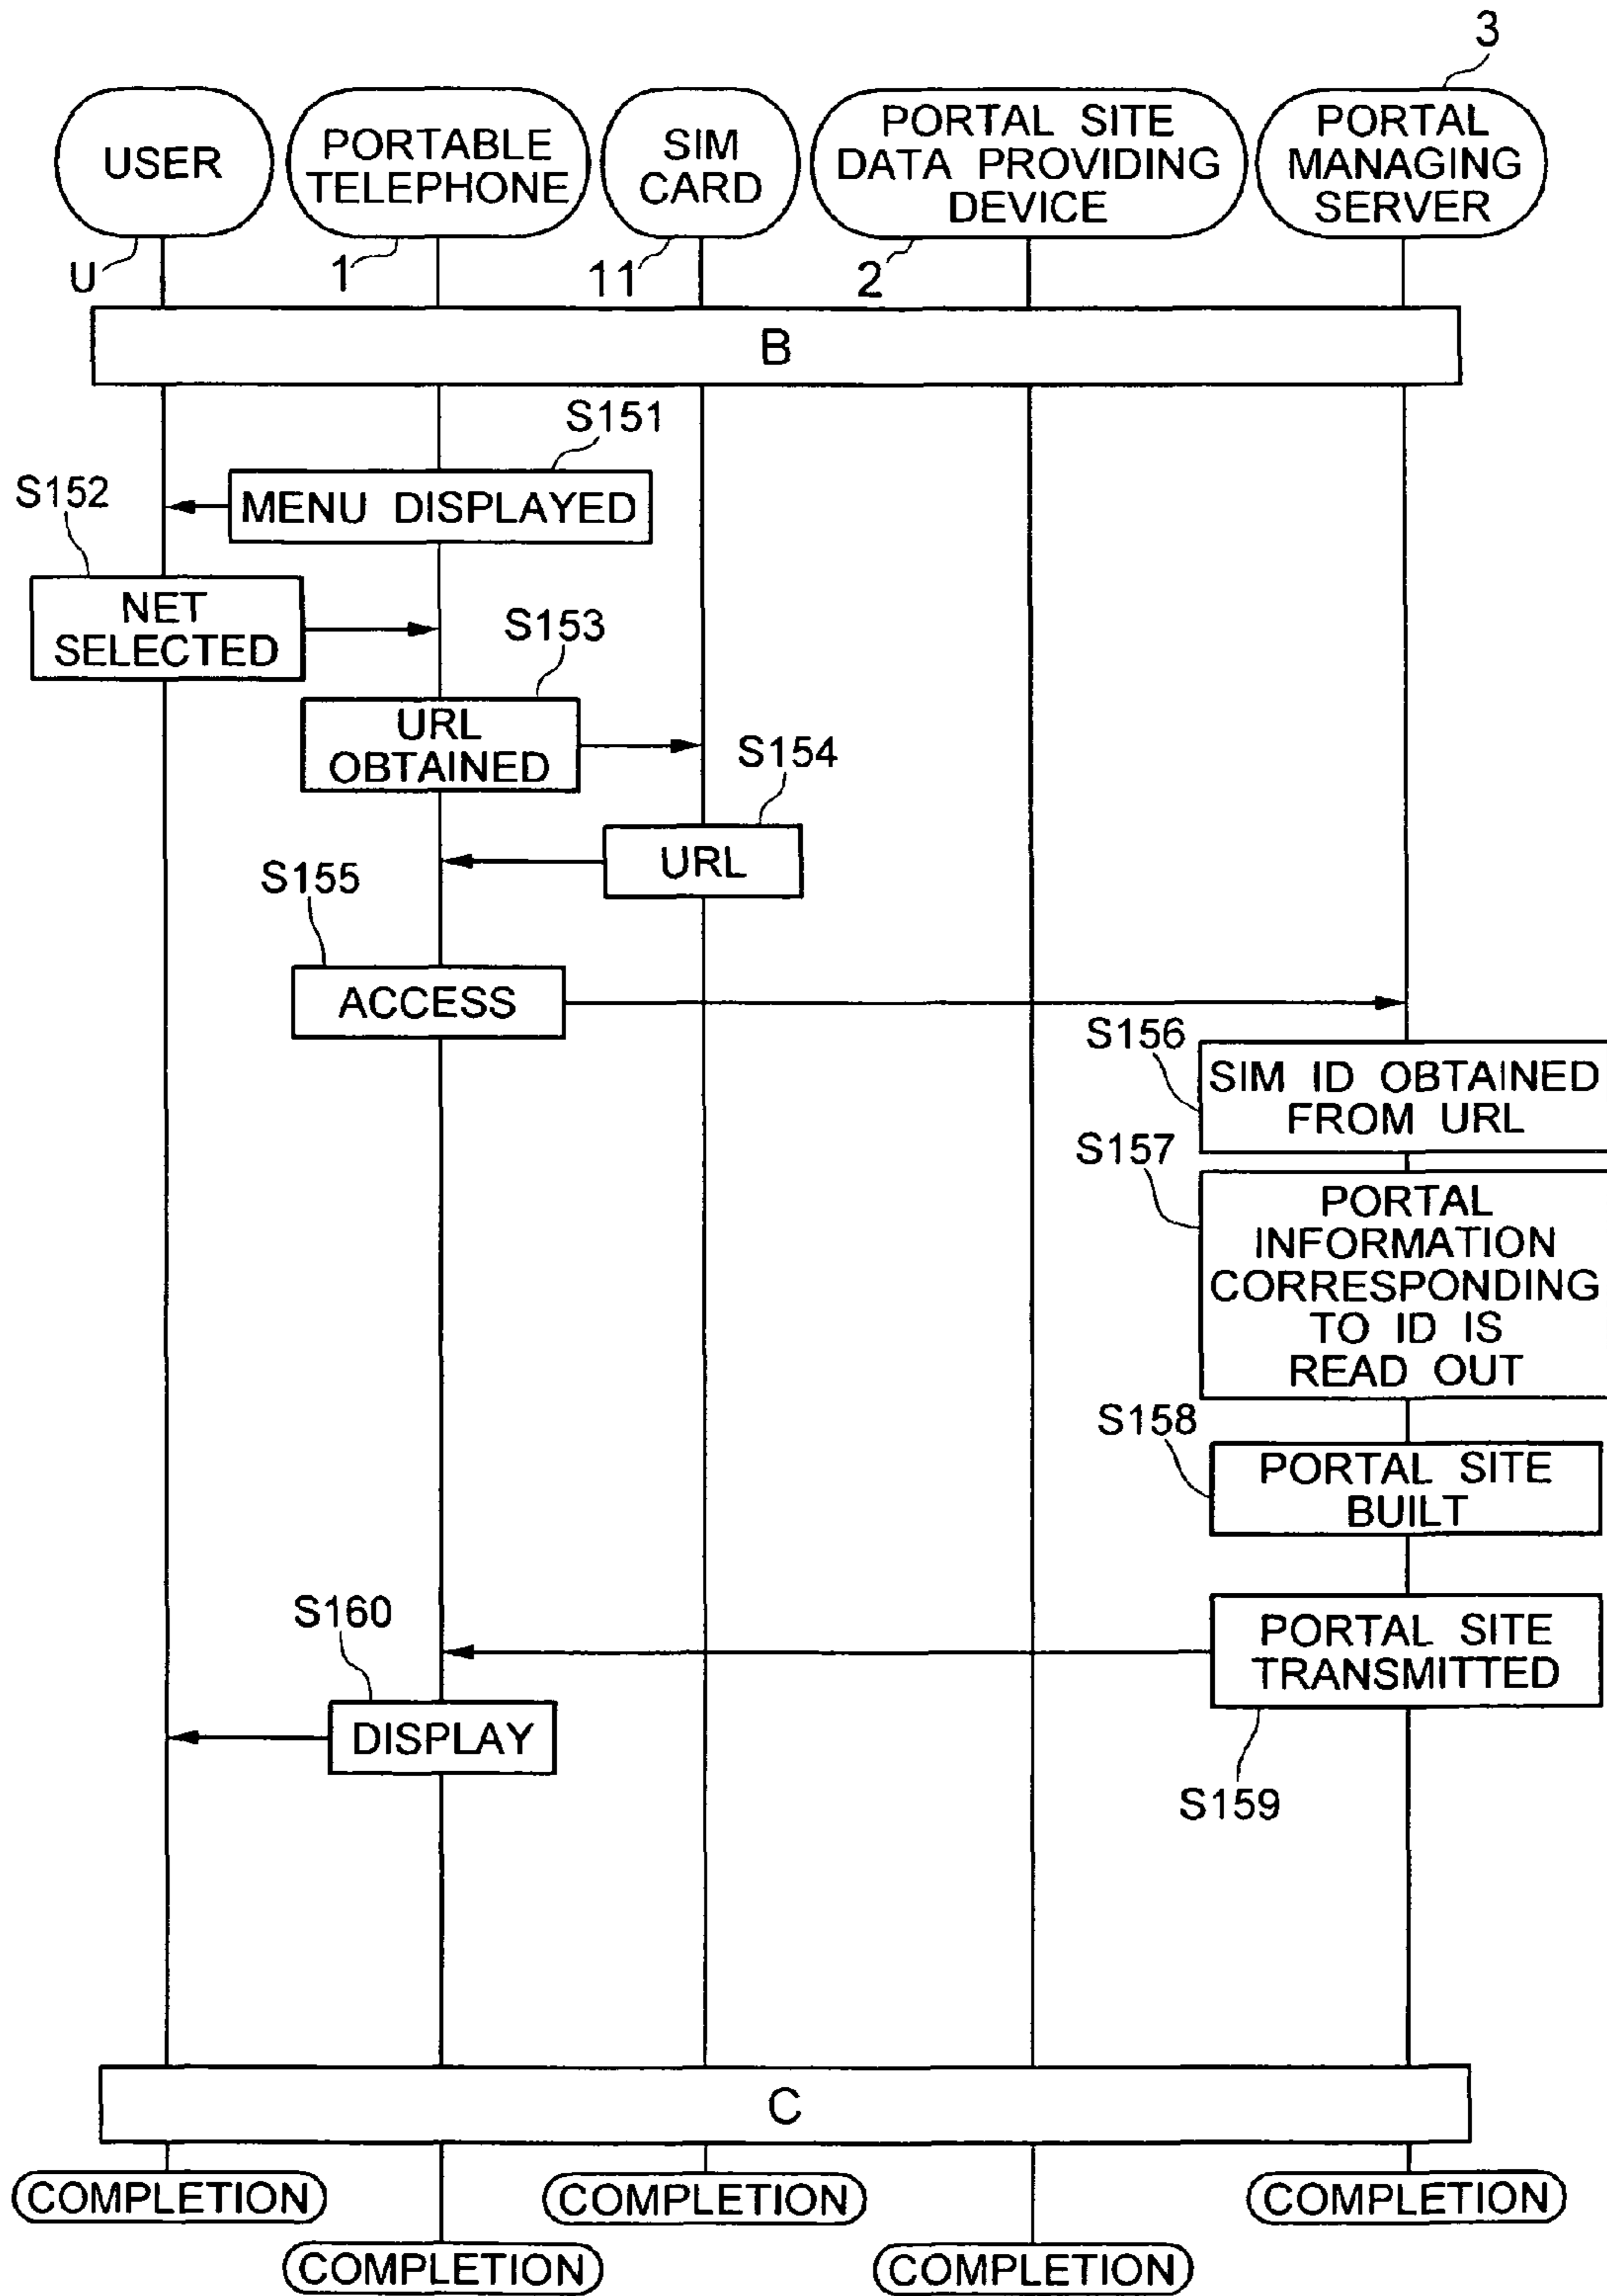 3
USER
PORTABLE
TELEPHONE
SIM
CARD
PORTAL SITE
DATA PROVIDING
DEVICE
PORTAL
MANAGING
SERVER
U
1
11
2
B
S151
MENU DISPLAYED
S152
NET
SELECTED
S153
URL
OBTAINED
S154
URL
S155
ACCESS
S156
SIM ID OBTAINED
FROM URL
S157
PORTAL
INFORMATION
CORRESPONDING
TO ID IS
READ OUT
S158
PORTAL SITE
BUILT
PORTAL SITE
TRANSMITTED
S159
S160
DISPLAY
C
COMPLETION
COMPLETION
COMPLETION
COMPLETION
COMPLETION